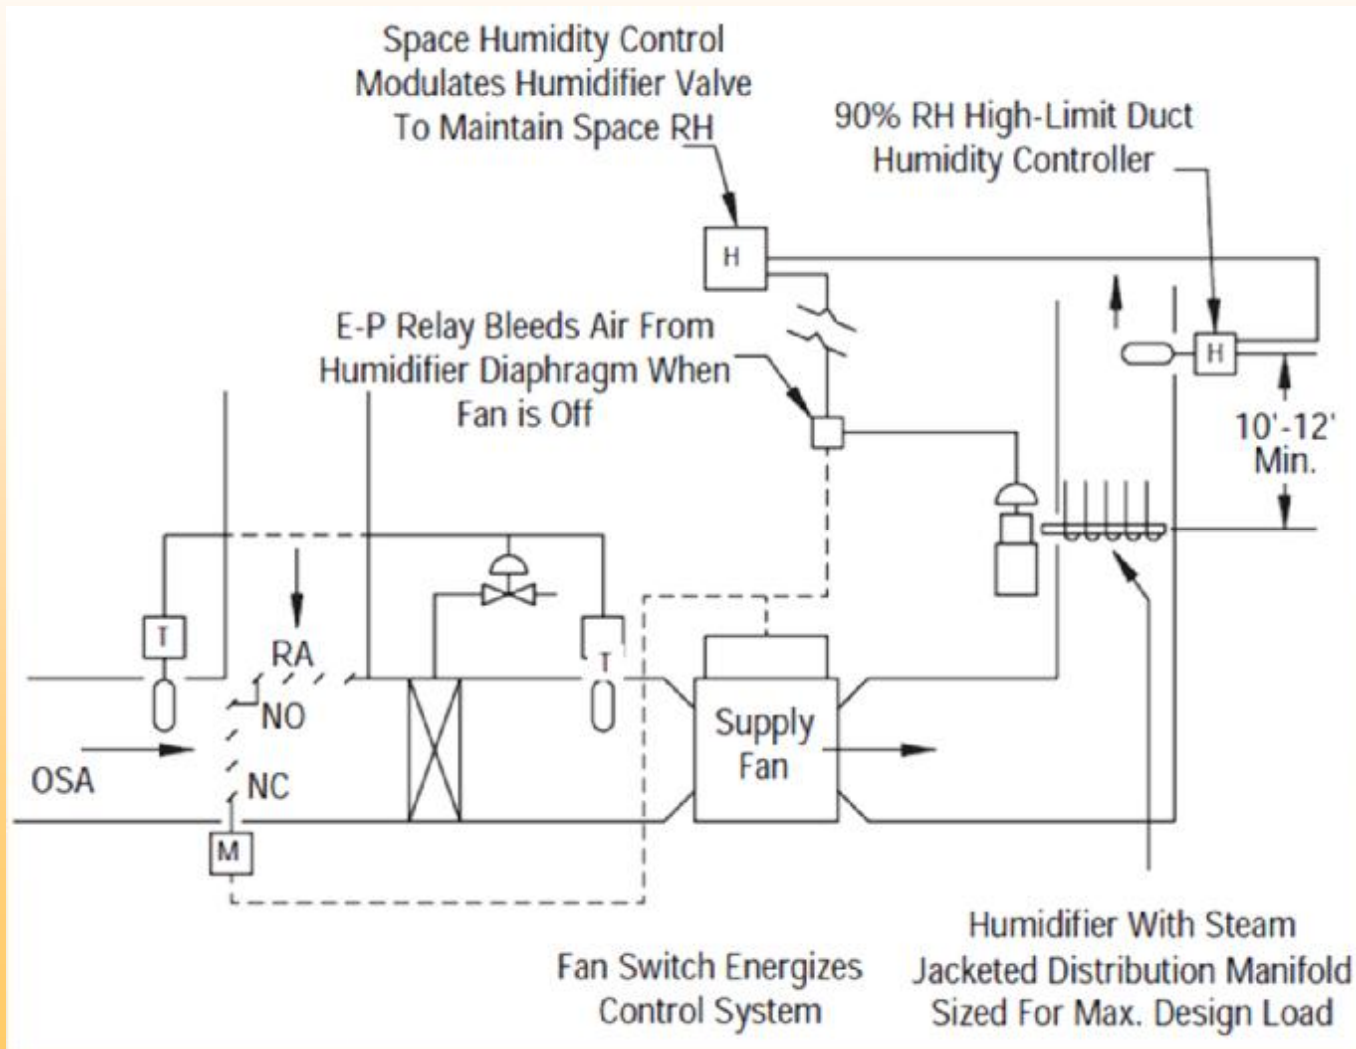 Space Humidity Control
Modulates Humidifier Valve
To Maintain Space RH
90% RH High-Limit Duct
Humidity Controller
H
E-P Relay Bleeds Air From
Humidifier Diaphragm When
Fan is Off
H
10'-12'
Min.
T
RA
T
NO
Supply
Fan
OSA
NC
M
Fan Switch Energizes
Control System
Humidifier With Steam
Jacketed Distribution Manifold
Sized For Max. Design Load